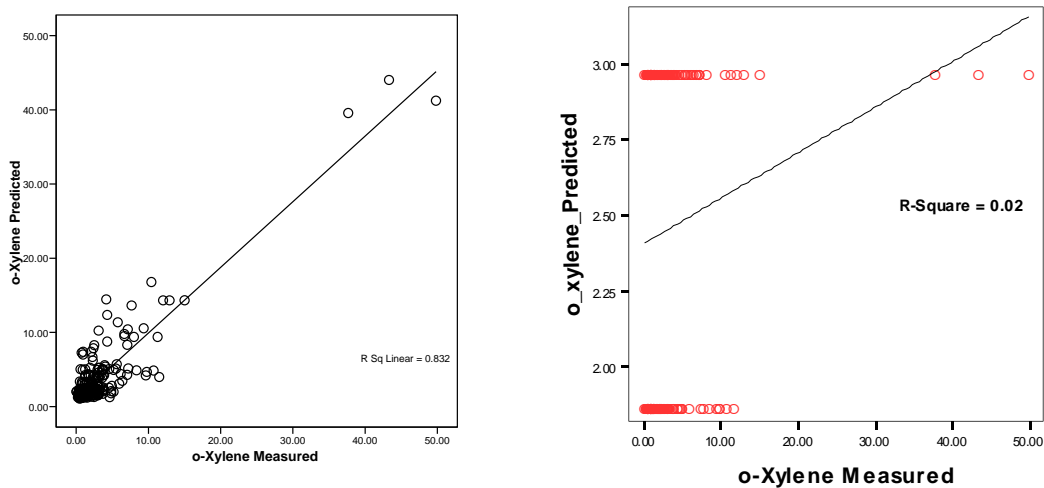 50.00
40.00
30.00
20.00
10.00
0.00
o-Xylene Predicted
R Sq Linear = 0.832
0.00 10.00 20.00 30.00 40.00 50.00
o-Xylene Measured
3.00
2.75
2.50
2.25
2.00
o_xylene_Predicted
R-Square = 0.02
0.00 10.00 20.00 30.00 40.00 50.00
o-Xylene Measured